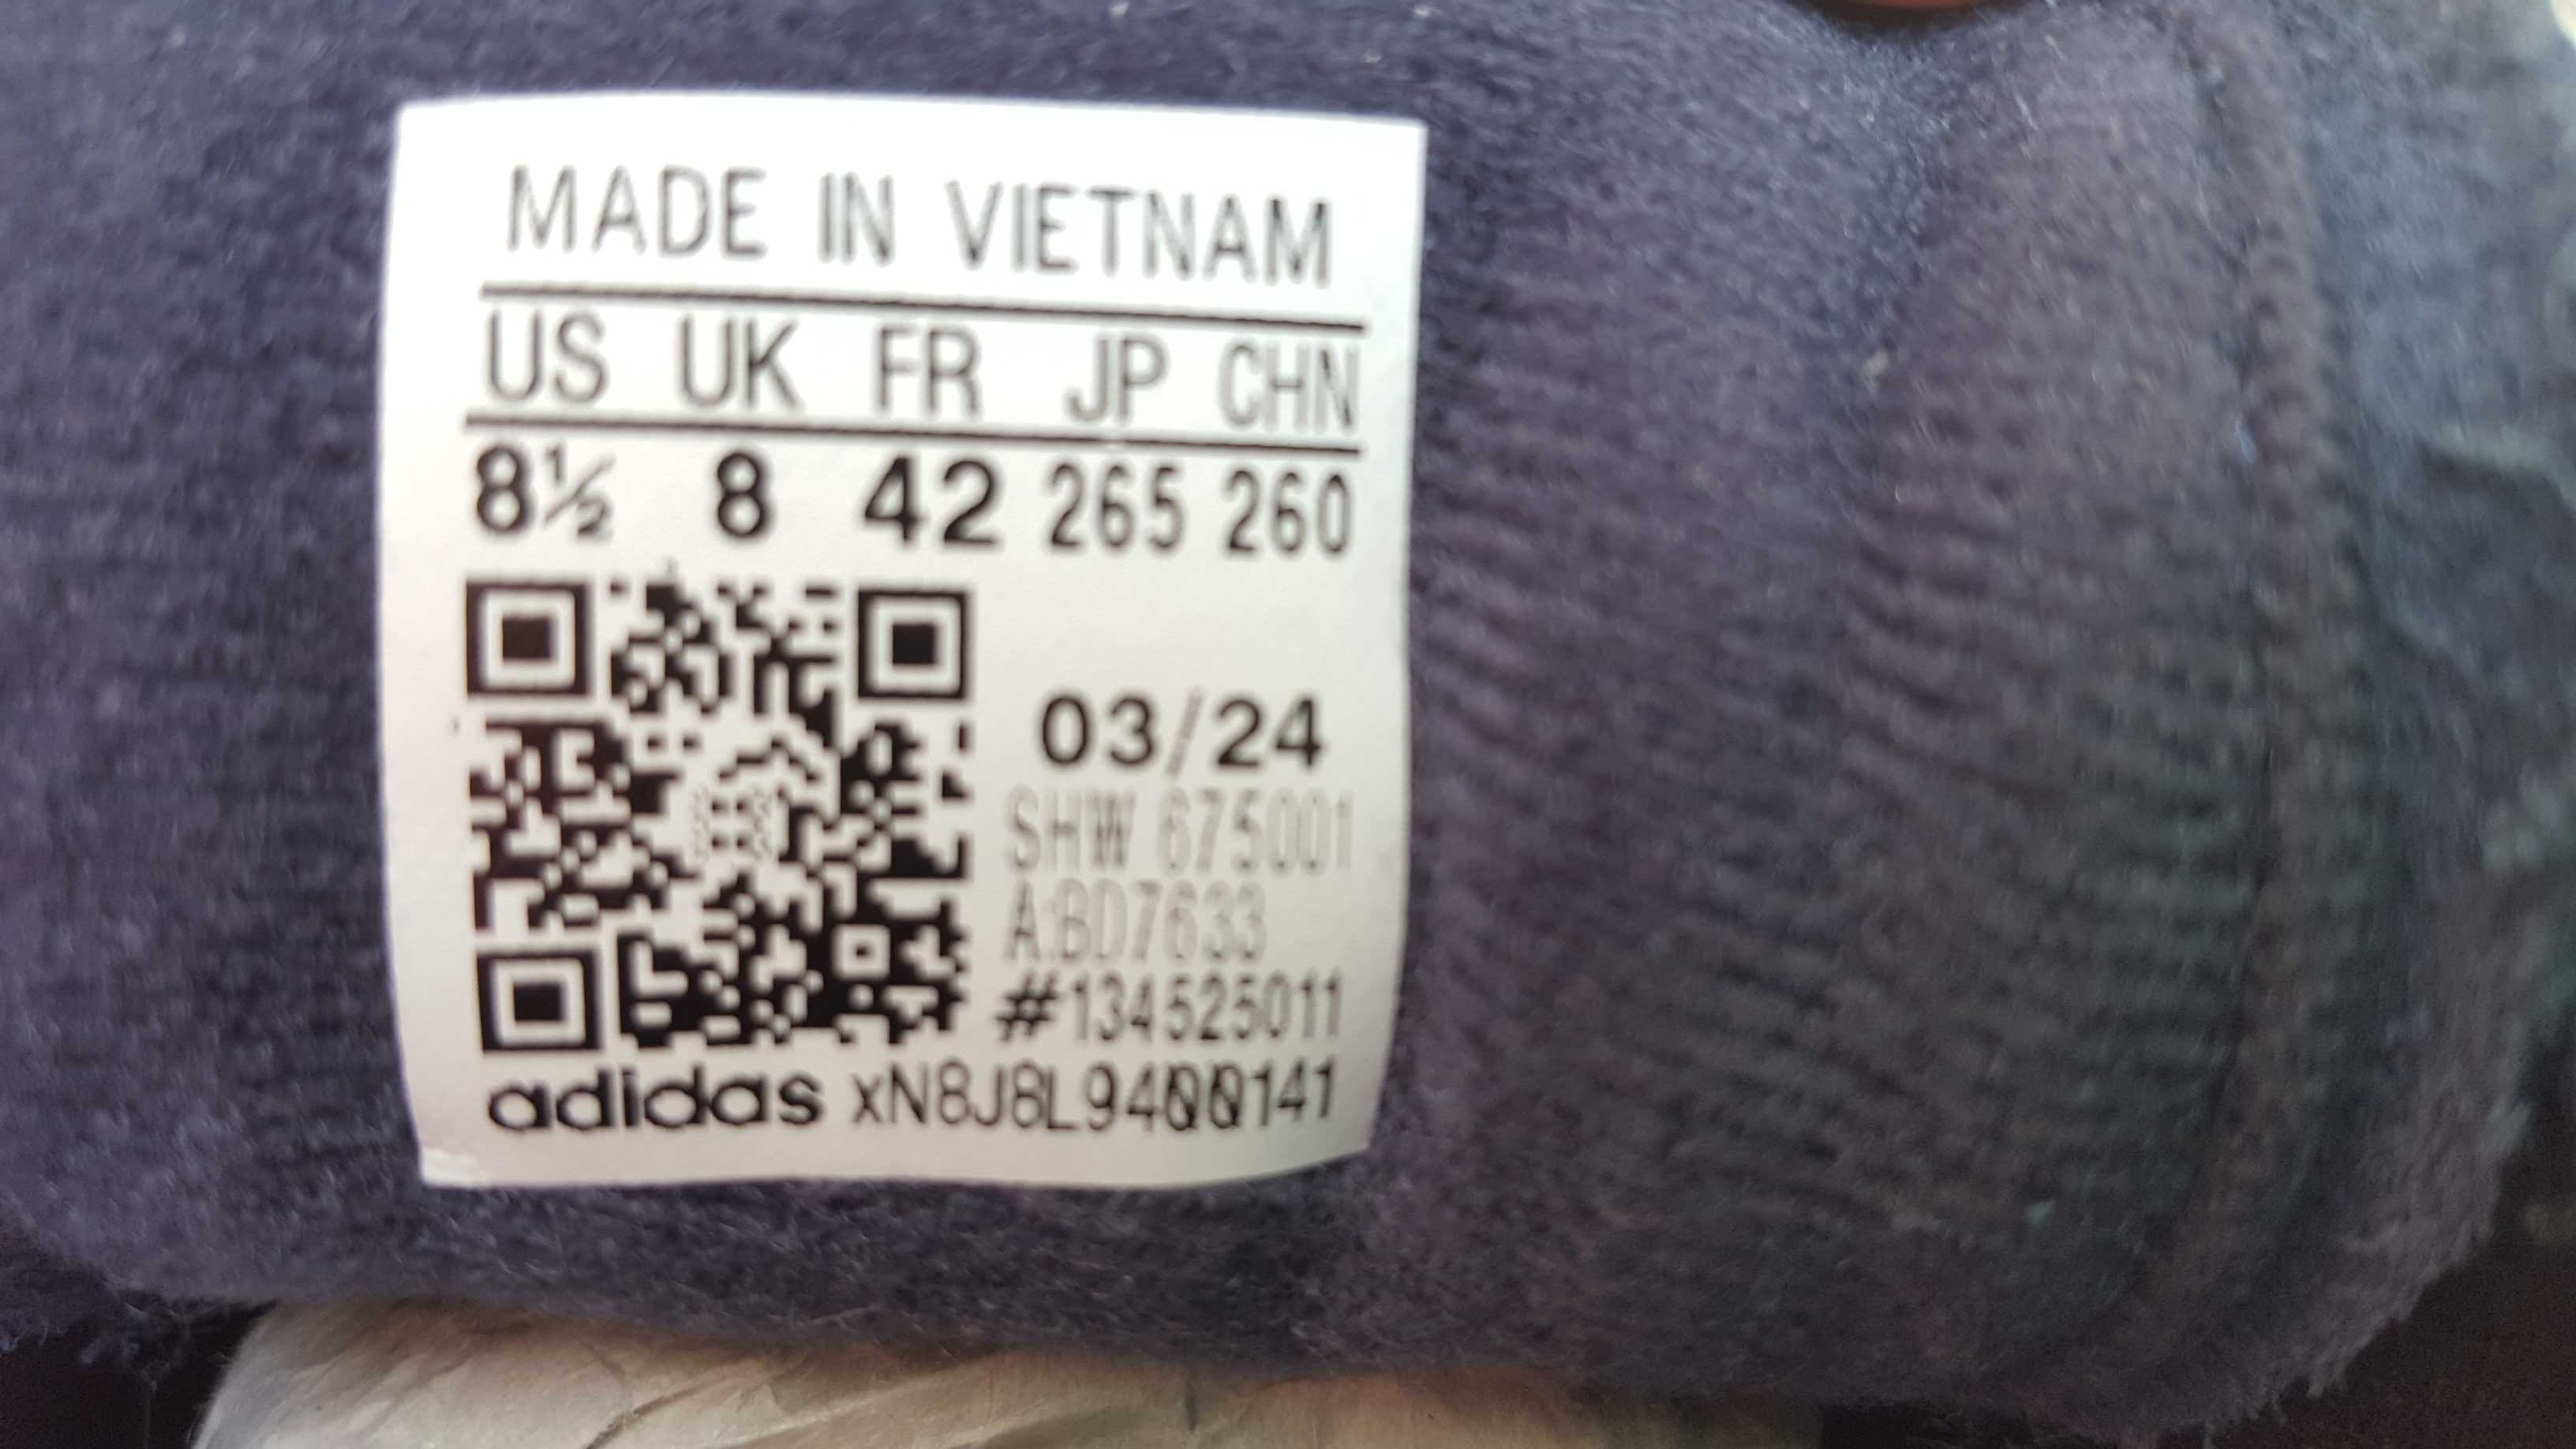 MADE IN VIETNAM
US UK FR JP CHN
8½ 8 42 265 260
03/24
SHW 675001
A:BD7633
#134525011
adidas xN8J8L9400141